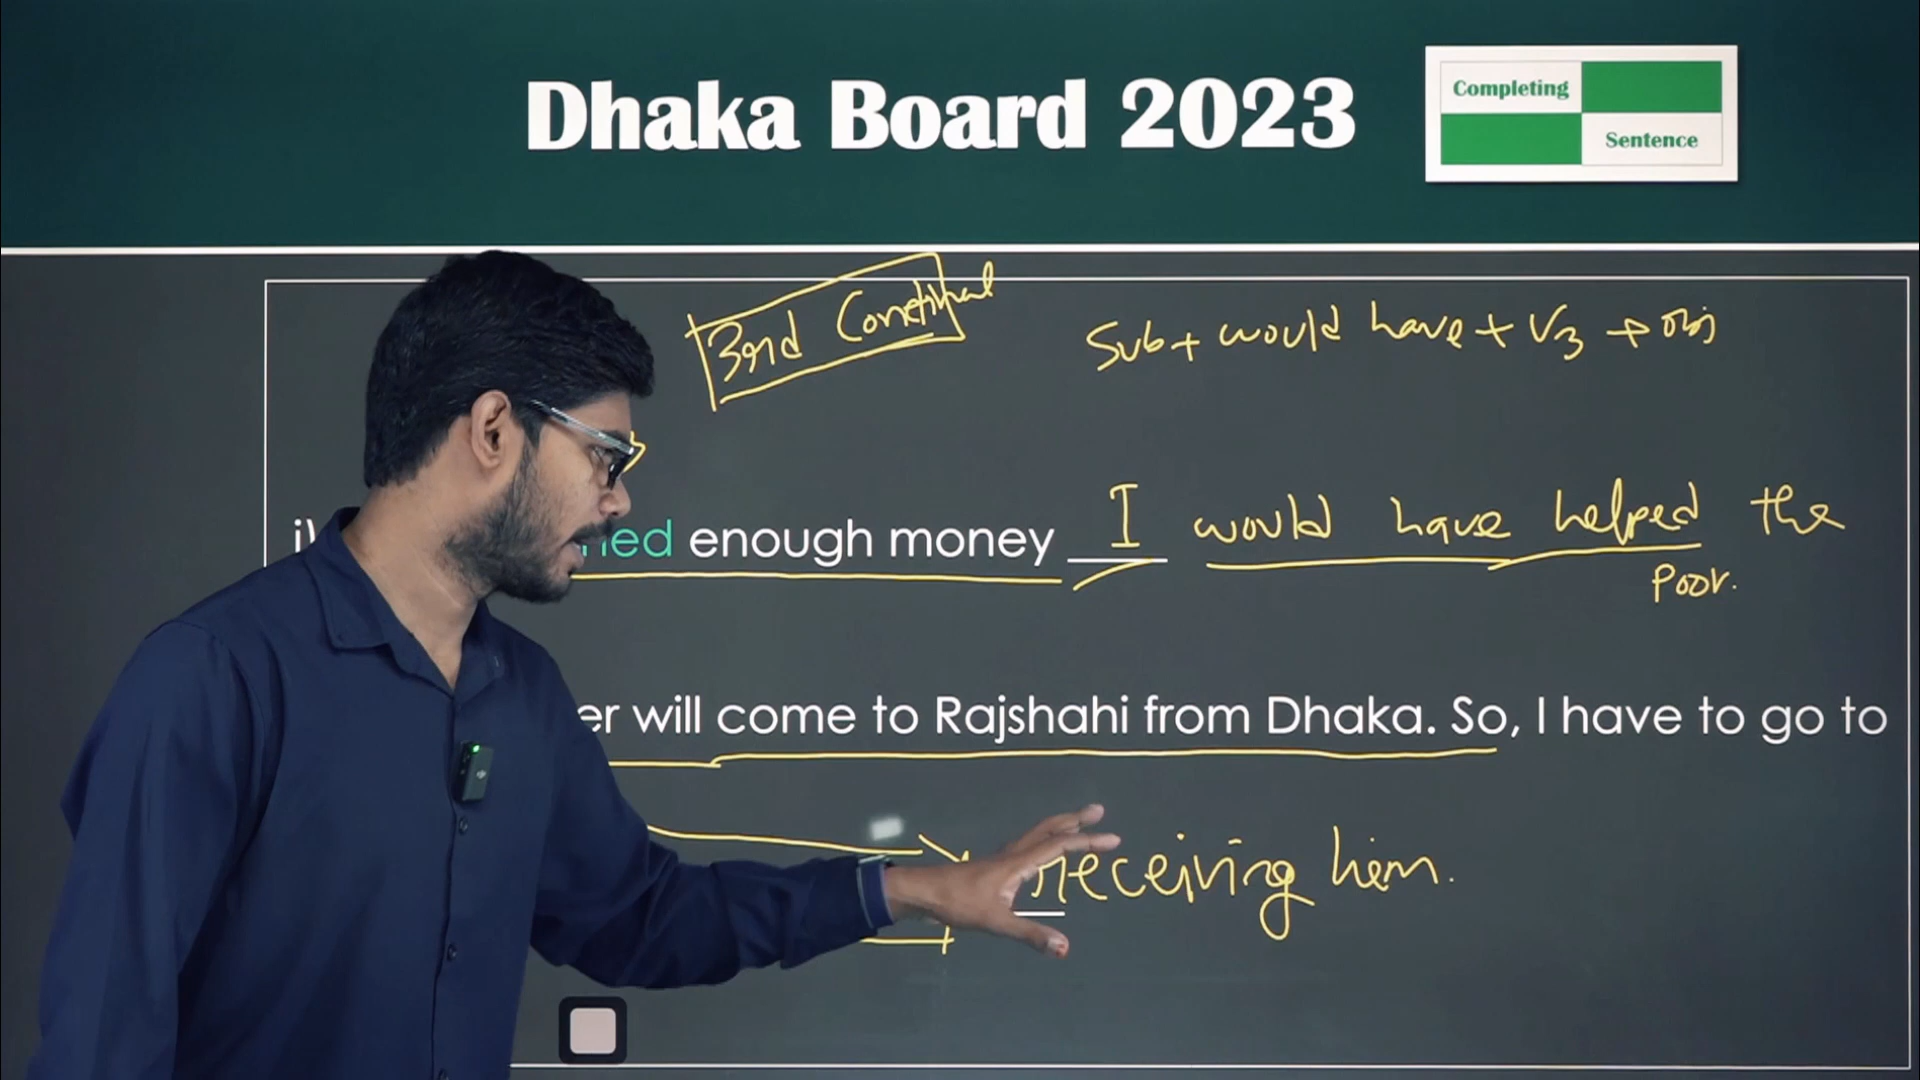 Dhaka Board 2023
Completing
Sentence
3rd Conditional
Sub + would have + V3 + obj
i) ned enough money I would have helped the
poor.
er will come to Rajshahi from Dhaka. So, I have to go to
receiving him.